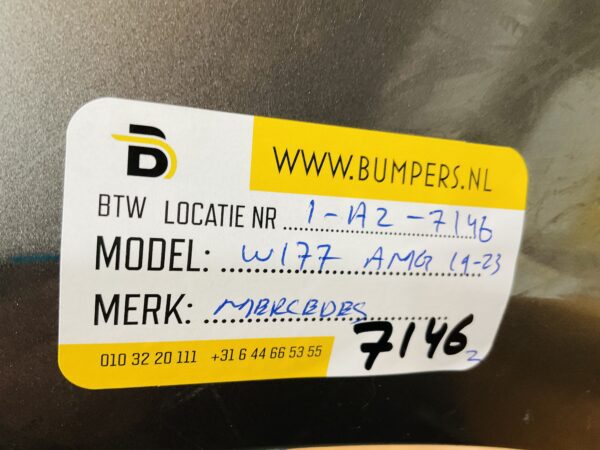 B
WWW.BUMPERS.NL
BTW LOCATIE NR 1-A2-7146
MODEL: W177 AMG 19-23
MERK: MERCEDES
010 32 20 111 +31 6 44 66 53 55
7146 2